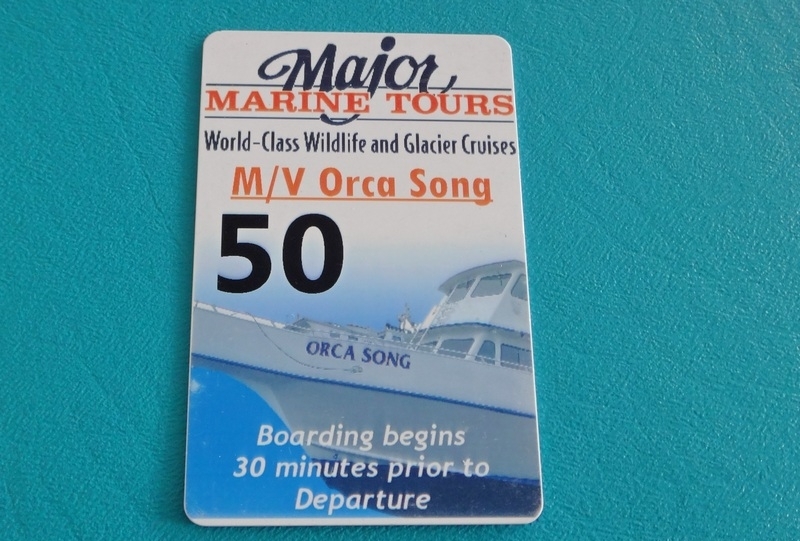 Major
MARINE TOURS
World-Class Wildlife and Glacier Cruises
M/V Orca Song
50
ORCA SONG
Boarding begins
30 minutes prior to
Departure